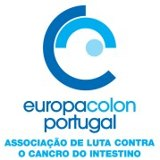 europacolon
portugal
ASSOCIAÇÃO DE LUTA CONTRA
O CANCRO DO INTESTINO